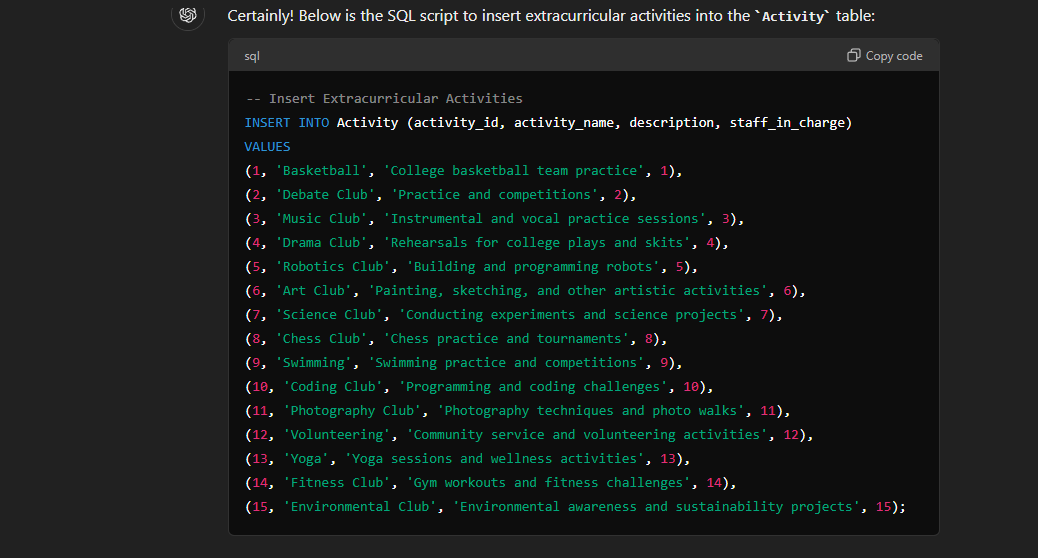 Certainly! Below is the SQL script to insert extracurricular activities into the `Activity` table:
sql
Copy code
-- Insert Extracurricular Activities
INSERT INTO Activity (activity_id, activity_name, description, staff_in_charge)
VALUES
(1, 'Basketball', 'College basketball team practice', 1),
(2, 'Debate Club', 'Practice and competitions', 2),
(3, 'Music Club', 'Instrumental and vocal practice sessions', 3),
(4, 'Drama Club', 'Rehearsals for college plays and skits', 4),
(5, 'Robotics Club', 'Building and programming robots', 5),
(6, 'Art Club', 'Painting, sketching, and other artistic activities', 6),
(7, 'Science Club', 'Conducting experiments and science projects', 7),
(8, 'Chess Club', 'Chess practice and tournaments', 8),
(9, 'Swimming', 'Swimming practice and competitions', 9),
(10, 'Coding Club', 'Programming and coding challenges', 10),
(11, 'Photography Club', 'Photography techniques and photo walks', 11),
(12, 'Volunteering', 'Community service and volunteering activities', 12),
(13, 'Yoga', 'Yoga sessions and wellness activities', 13),
(14, 'Fitness Club', 'Gym workouts and fitness challenges', 14),
(15, 'Environmental Club', 'Environmental awareness and sustainability projects', 15);